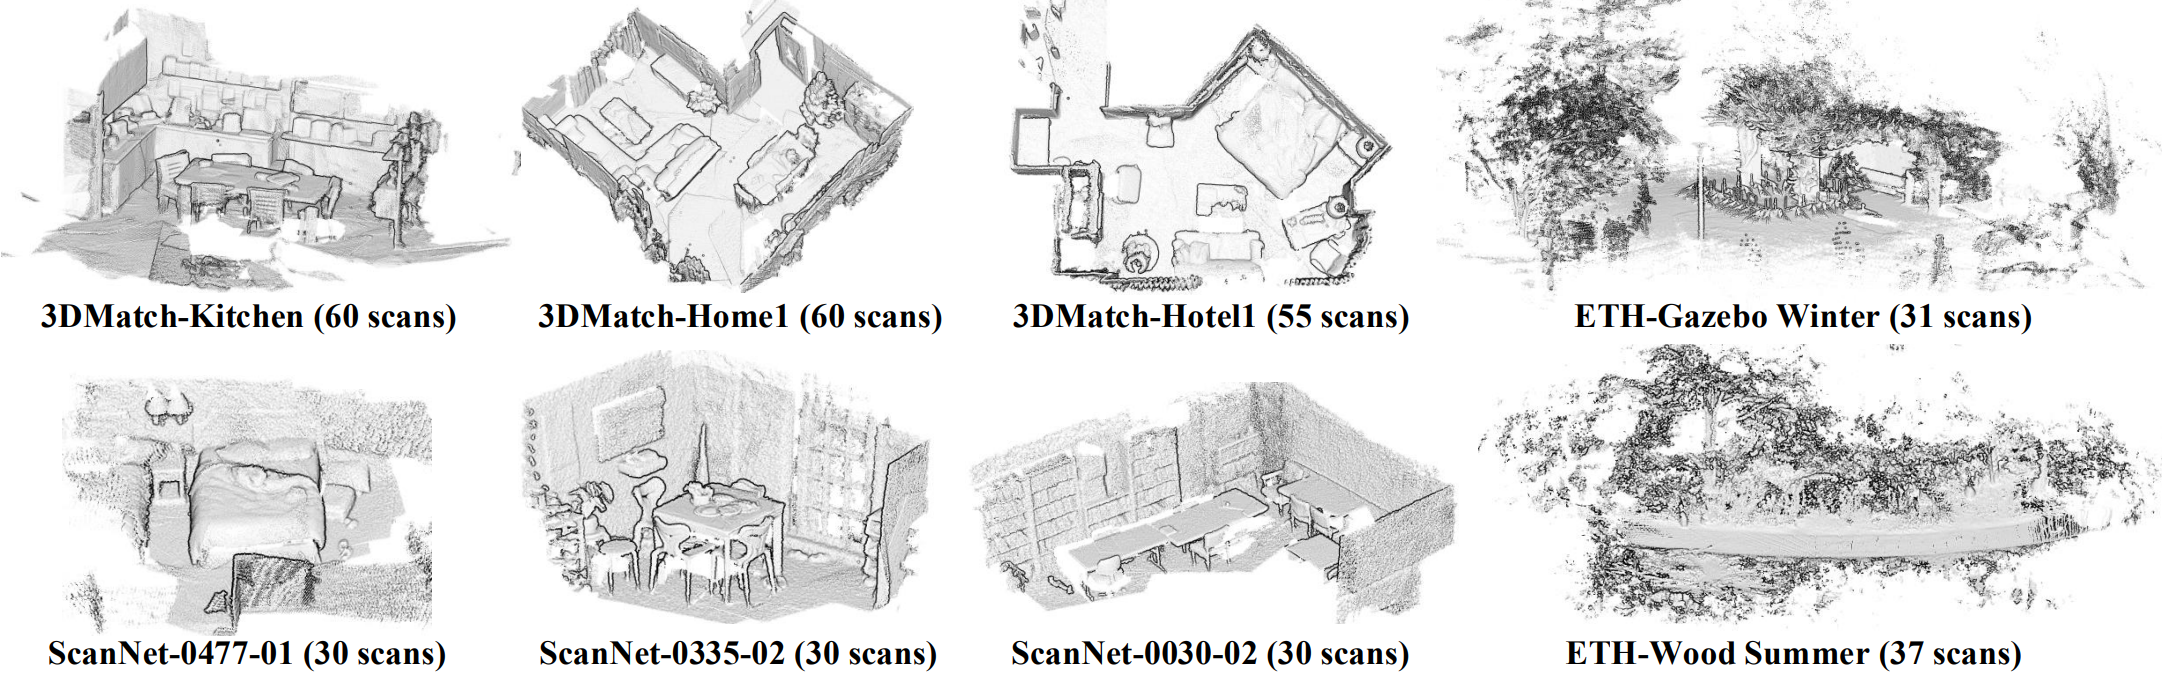 3DMatch-Kitchen (60 scans)
3DMatch-Home1 (60 scans)
3DMatch-Hotel1 (55 scans)
ETH-Gazebo Winter (31 scans)
ScanNet-0477-01 (30 scans)
ScanNet-0335-02 (30 scans)
ScanNet-0030-02 (30 scans)
ETH-Wood Summer (37 scans)